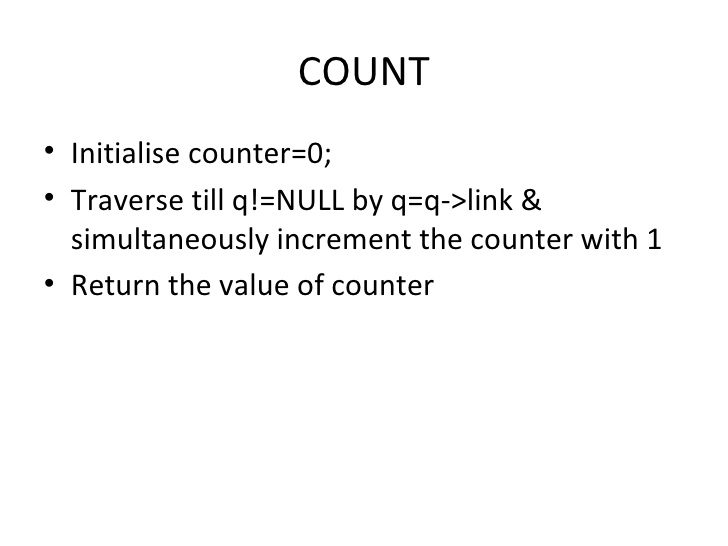 COUNT
• Initialise counter=0;
• Traverse till q!=NULL by q=q->link &
simultaneously increment the counter with 1
• Return the value of counter